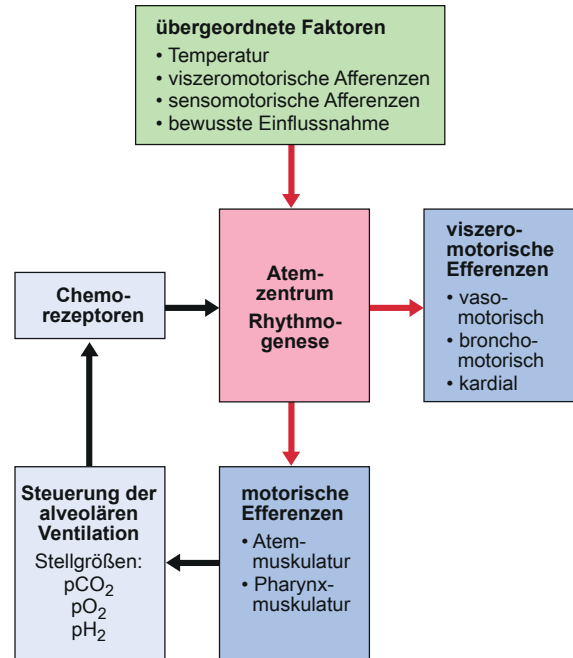 übergeordnete Faktoren
• Temperatur
• viszeromotorische Afferenzen
• sensomotorische Afferenzen
• bewusste Einflussnahme
Chemo-
rezeptoren
Atem-
zentrum
Rhythmo-
genese
viszero-
motorische
Efferenzen
• vaso-
motorisch
• broncho-
motorisch
• kardial
Steuerung der
alveolären
Ventilation
Stellgrößen:
pCO₂
pO₂
pH₂
motorische
Efferenzen
• Atem-
muskulatur
• Pharynx-
muskulatur